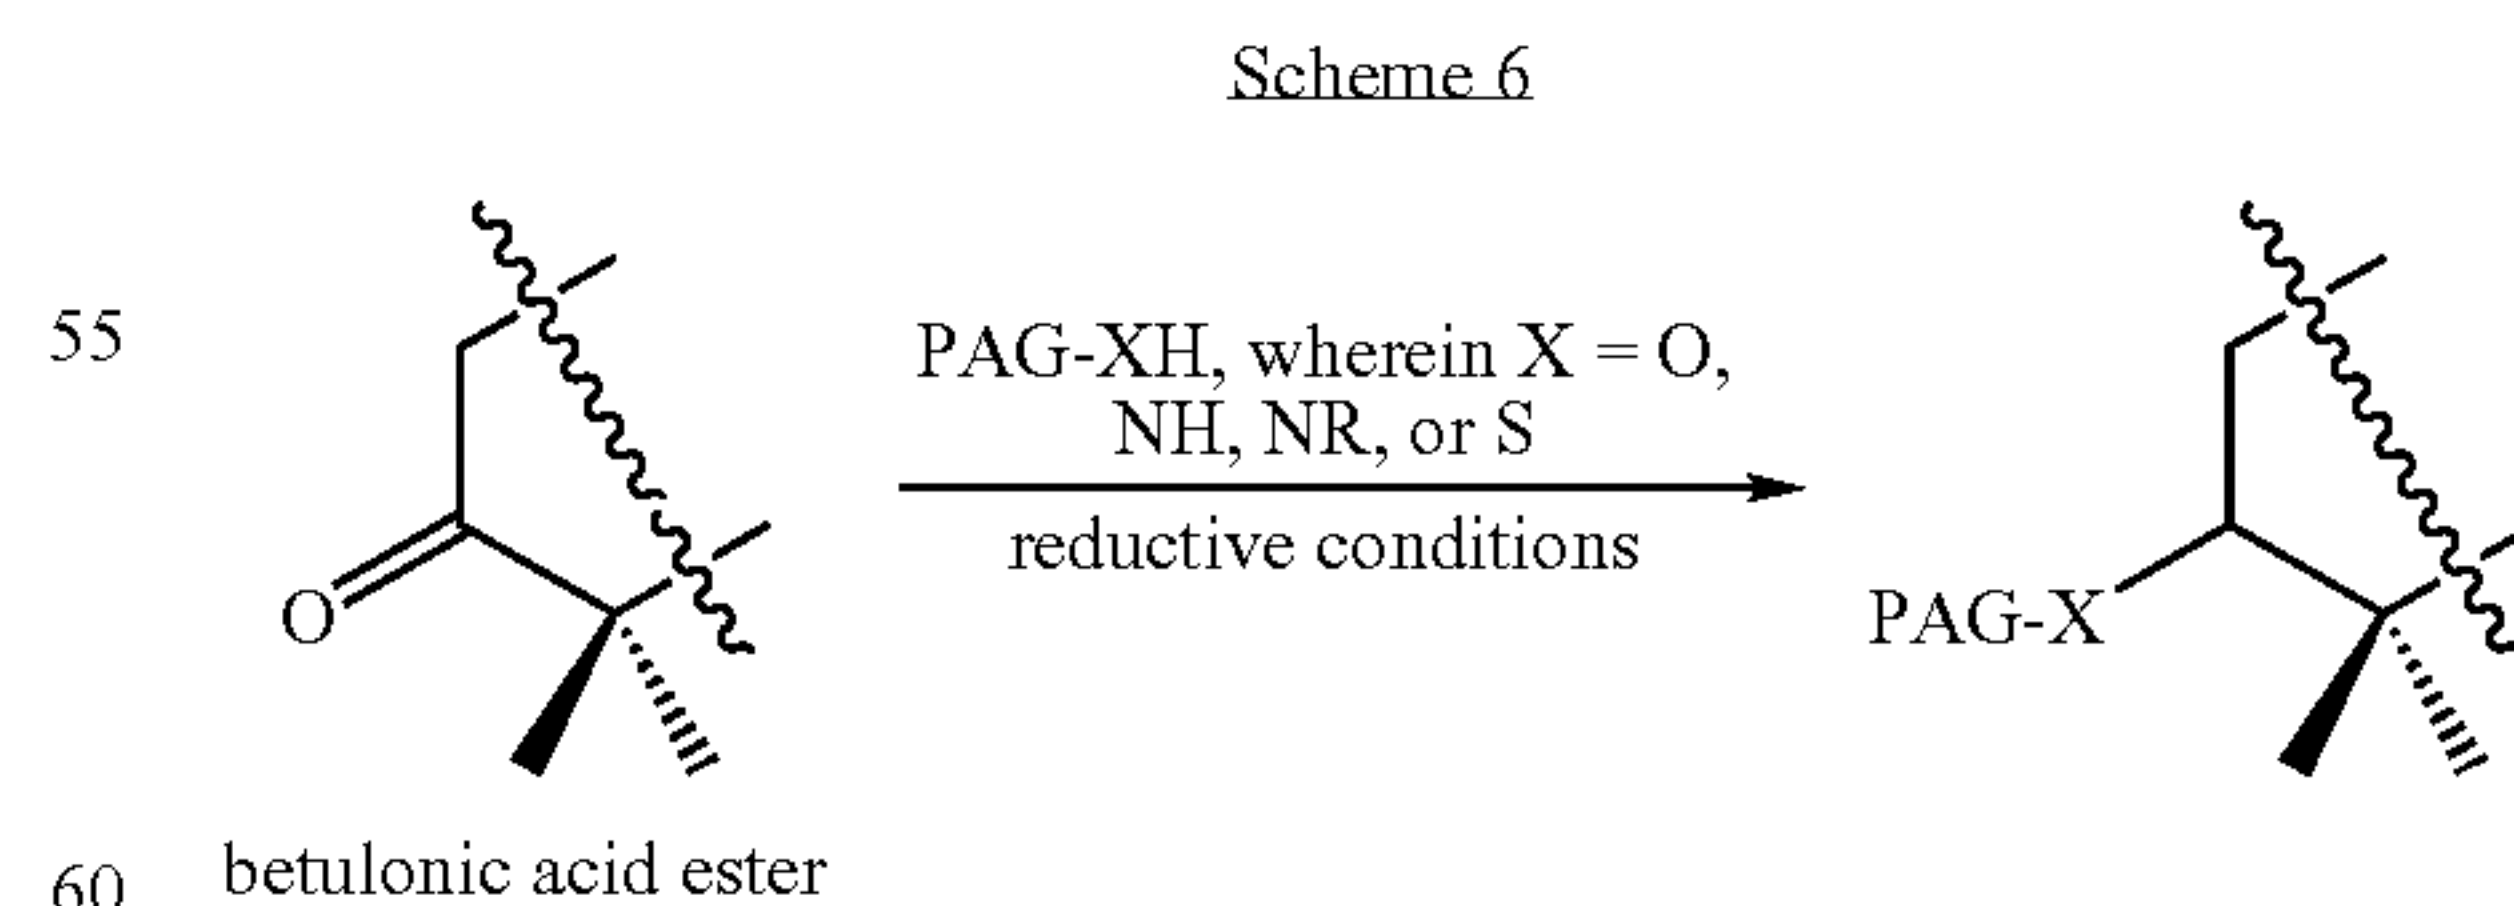 Scheme 6
55
PAG-XH, wherein X = O,
NH, NR, or S
reductive conditions
O
PAG-X
betulonic acid ester
60